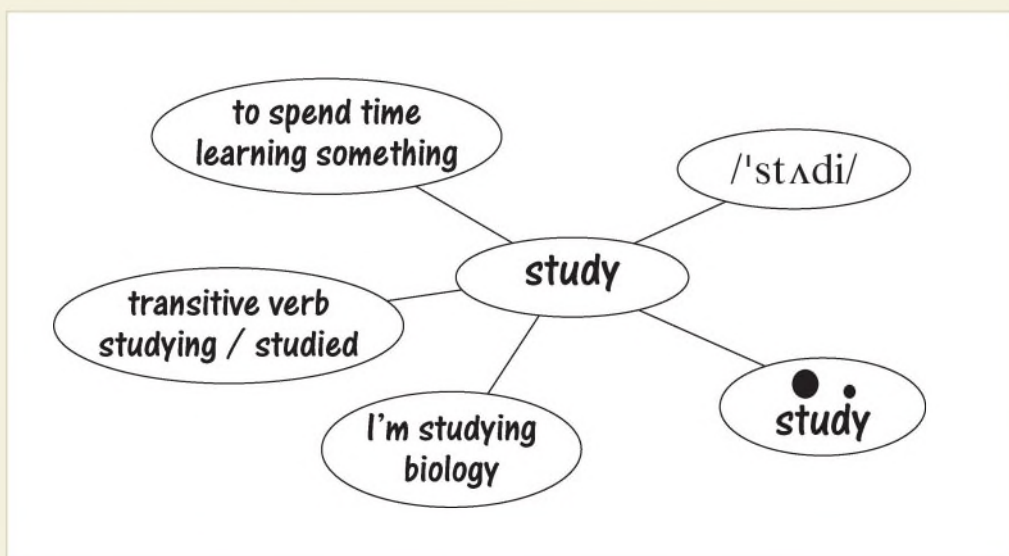 to spend time
learning something
/ˈstʌdi/
study
transitive verb
studying / studied
I'm studying
biology
study